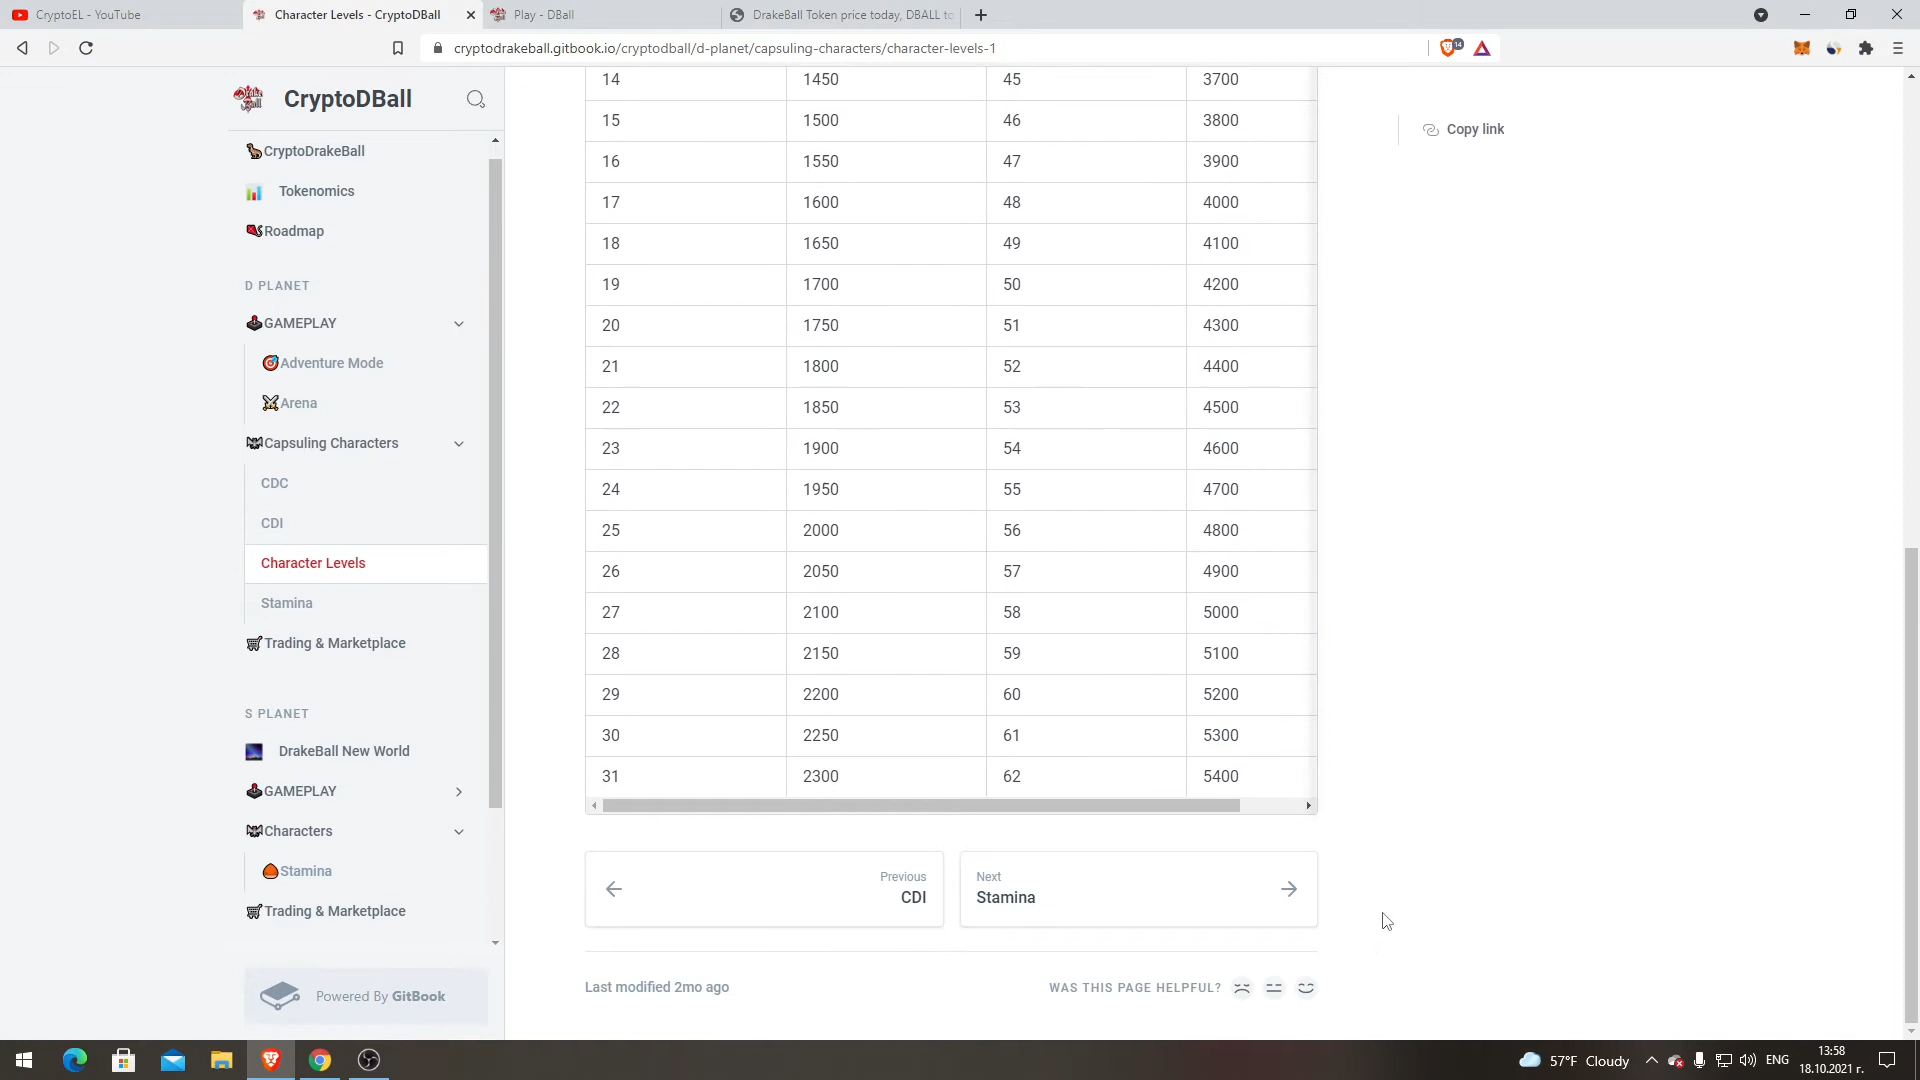 CryptoEL - YouTube
Character Levels - CryptoDBall
Play - DBall
DrakeBall Token price today, DBALL to
cryptodrakeball.gitbook.io/cryptodball/d-planet/capsuling-characters/character-levels-1
14
CryptoDBall
CryptoDrakeBall
Tokenomics
Roadmap
D PLANET
GAMEPLAY
Adventure Mode
Arena
Capsuling Characters
CDC
CDI
Character Levels
Stamina
Trading & Marketplace
S PLANET
DrakeBall New World
GAMEPLAY
Characters
Stamina
Trading & Marketplace
Powered By GitBook
14 1450 45 3700
15 1500 46 3800
16 1550 47 3900
17 1600 48 4000
18 1650 49 4100
19 1700 50 4200
20 1750 51 4300
21 1800 52 4400
22 1850 53 4500
23 1900 54 4600
24 1950 55 4700
25 2000 56 4800
26 2050 57 4900
27 2100 58 5000
28 2150 59 5100
29 2200 60 5200
30 2250 61 5300
31 2300 62 5400
Previous
CDI
Next
Stamina
Last modified 2mo ago
WAS THIS PAGE HELPFUL?
Copy link
57°F Cloudy
ENG
13:58
18.10.2021 г.